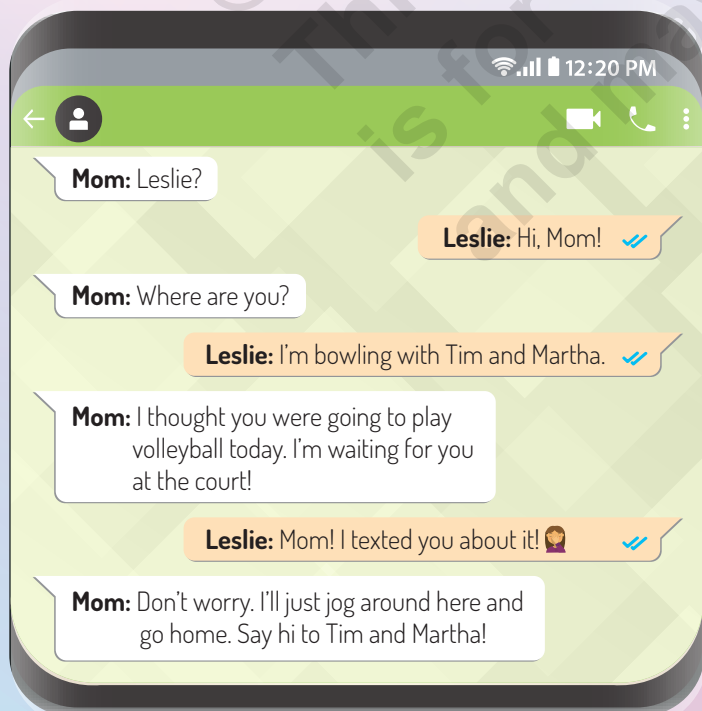 12:20 PM
Mom: Leslie?
Leslie: Hi, Mom!
Mom: Where are you?
Leslie: I'm bowling with Tim and Martha.
Mom: I thought you were going to play
volleyball today. I'm waiting for you
at the court!
Leslie: Mom! I texted you about it!
Mom: Don't worry. I'll just jog around here and
go home. Say hi to Tim and Martha!
is for